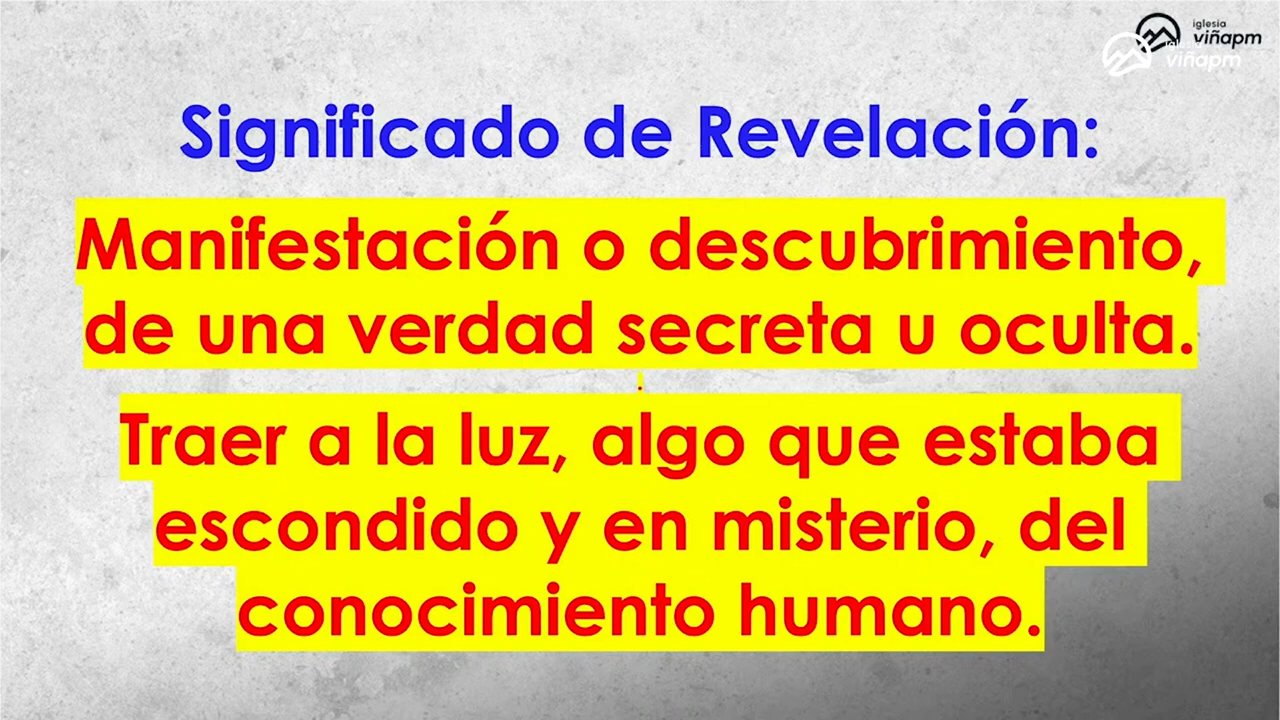 iglesia
viñapm
viñapm
Significado de Revelación:
Manifestación o descubrimiento,
de una verdad secreta u oculta.
.
Traer a la luz, algo que estaba
escondido y en misterio, del
conocimiento humano.